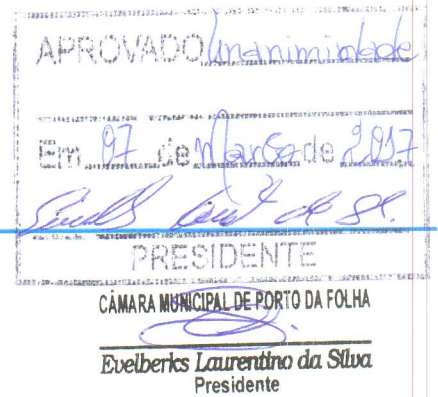 APROVADO Unanimidade
Em 07 de Março de 2017
PRESIDENTE
CÂMARA MUNICIPAL DE PORTO DA FOLHA
Evelberks Laurentino da Silva
Presidente